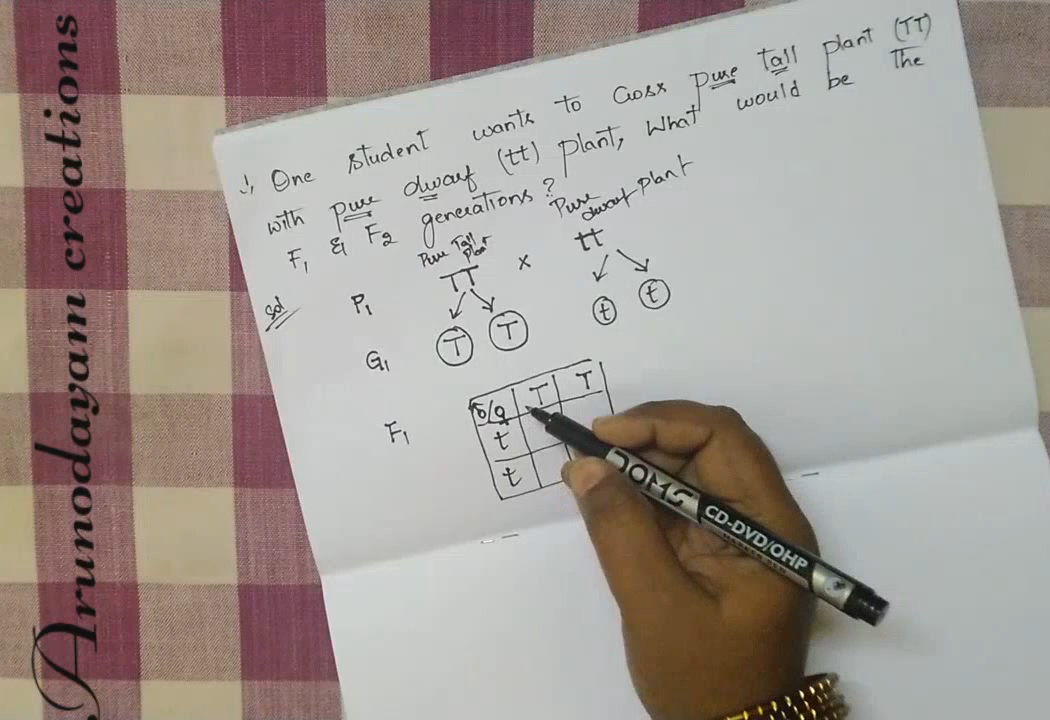 Arunodayam creations
1, One student wants to Cross pure Tall plant (TT)
with pure dwarf (tt) plant, What would be the
F1 & F2 generations?
Sol
Pure Tall plant
Pure dwarf plant
P1 TT × tt
G1 T T t t
F1
♂/♀ T T
t
t
DOMS CD-DVD/OHP